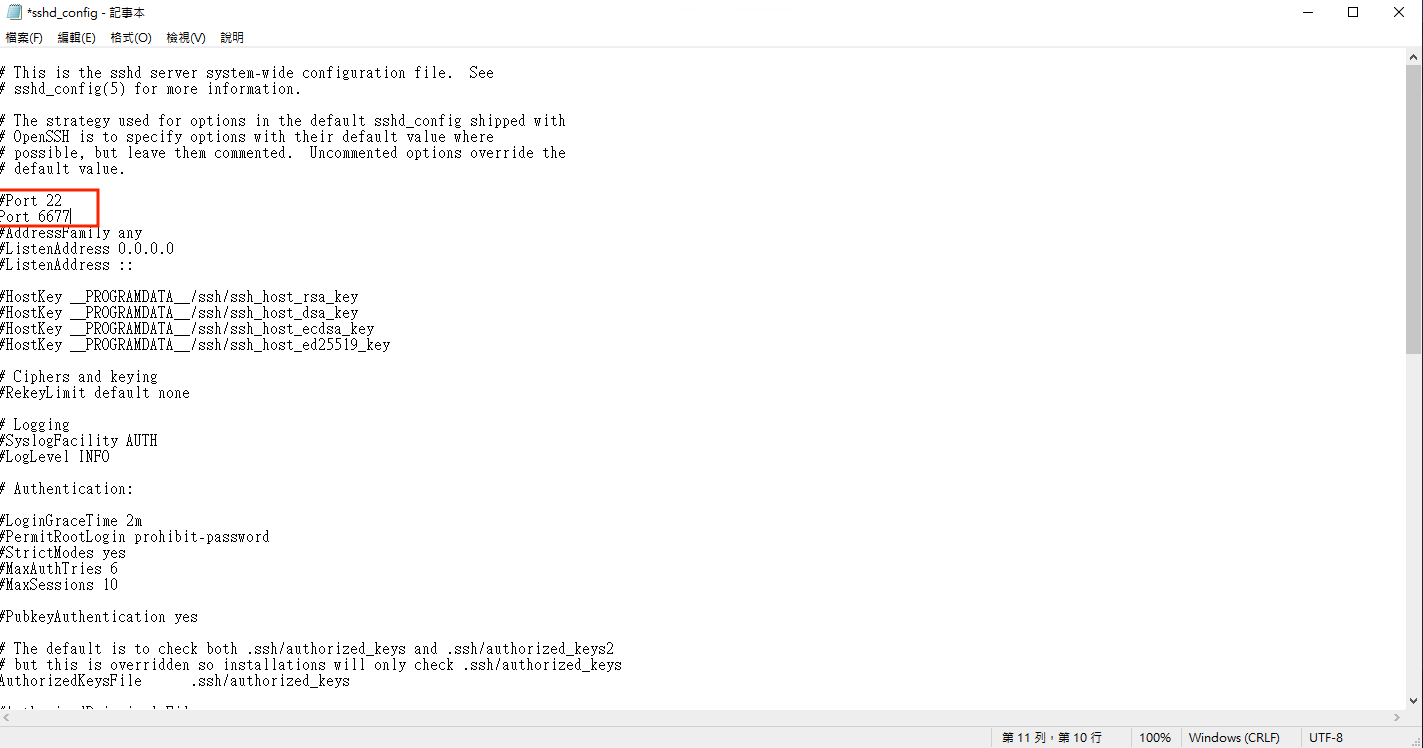 *sshd_config - 記事本
檔案(F) 編輯(E) 格式(O) 檢視(V) 說明
# This is the sshd server system-wide configuration file.  See
# sshd_config(5) for more information.
# The strategy used for options in the default sshd_config shipped with
# OpenSSH is to specify options with their default value where
# possible, but leave them commented.  Uncommented options override the
# default value.
#Port 22
Port 6677
#AddressFamily any
#ListenAddress 0.0.0.0
#ListenAddress ::
#HostKey __PROGRAMDATA__/ssh/ssh_host_rsa_key
#HostKey __PROGRAMDATA__/ssh/ssh_host_dsa_key
#HostKey __PROGRAMDATA__/ssh/ssh_host_ecdsa_key
#HostKey __PROGRAMDATA__/ssh/ssh_host_ed25519_key
# Ciphers and keying
#RekeyLimit default none
# Logging
#SyslogFacility AUTH
#LogLevel INFO
# Authentication:
#LoginGraceTime 2m
#PermitRootLogin prohibit-password
#StrictModes yes
#MaxAuthTries 6
#MaxSessions 10
#PubkeyAuthentication yes
# The default is to check both .ssh/authorized_keys and .ssh/authorized_keys2
# but this is overridden so installations will only check .ssh/authorized_keys
AuthorizedKeysFile      .ssh/authorized_keys
第 11 列，第 10 行 100% Windows (CRLF) UTF-8